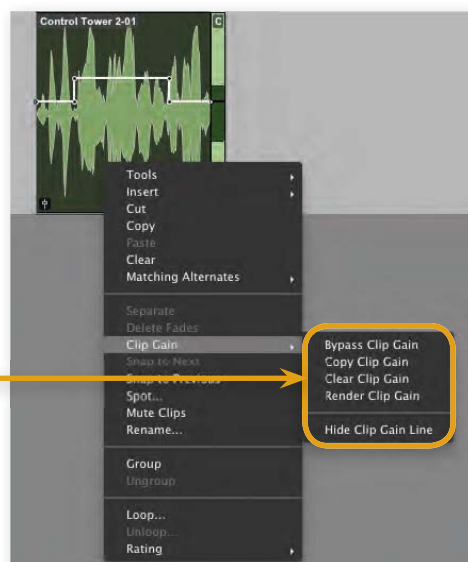 Control Tower 2-01
C
Tools
Insert
Cut
Copy
Paste
Clear
Matching Alternates
Separate
Delete Fades
Clip Gain
Snap to Next
Snap to Previous
Spot...
Mute Clips
Rename...
Group
Ungroup
Loop...
Unloop...
Rating
Bypass Clip Gain
Copy Clip Gain
Clear Clip Gain
Render Clip Gain
Hide Clip Gain Line